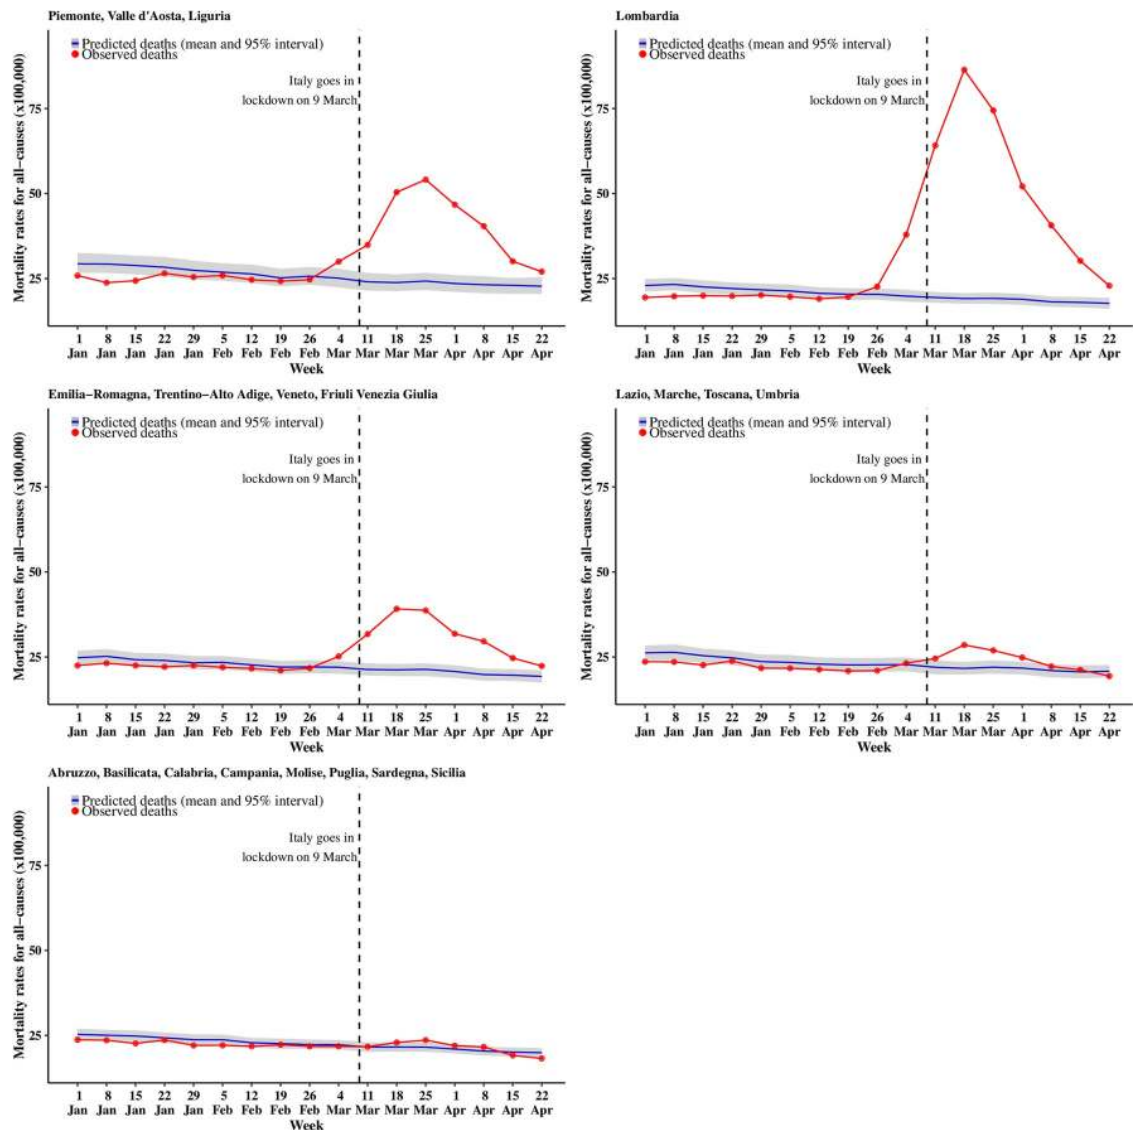 Piemonte, Valle d'Aosta, Liguria
Mortality rates for all−causes (x100,000)
Predicted deaths (mean and 95% interval)
Observed deaths
Italy goes in
lockdown on 9 March
75
50
25
1 8 15 22 29 5 12 19 26 4 11 18 25 1 8 15 22
Jan Jan Jan Jan Jan Feb Feb Feb Feb Mar Mar Mar Mar Apr Apr Apr Apr
Week
Lombardia
Mortality rates for all−causes (x100,000)
Predicted deaths (mean and 95% interval)
Observed deaths
Italy goes in
lockdown on 9 March
75
50
25
1 8 15 22 29 5 12 19 26 4 11 18 25 1 8 15 22
Jan Jan Jan Jan Jan Feb Feb Feb Feb Mar Mar Mar Mar Apr Apr Apr Apr
Week
Emilia−Romagna, Trentino−Alto Adige, Veneto, Friuli Venezia Giulia
Mortality rates for all−causes (x100,000)
Predicted deaths (mean and 95% interval)
Observed deaths
Italy goes in
lockdown on 9 March
75
50
25
1 8 15 22 29 5 12 19 26 4 11 18 25 1 8 15 22
Jan Jan Jan Jan Jan Feb Feb Feb Feb Mar Mar Mar Mar Apr Apr Apr Apr
Week
Lazio, Marche, Toscana, Umbria
Mortality rates for all−causes (x100,000)
Predicted deaths (mean and 95% interval)
Observed deaths
Italy goes in
lockdown on 9 March
75
50
25
1 8 15 22 29 5 12 19 26 4 11 18 25 1 8 15 22
Jan Jan Jan Jan Jan Feb Feb Feb Feb Mar Mar Mar Mar Apr Apr Apr Apr
Week
Abruzzo, Basilicata, Calabria, Campania, Molise, Puglia, Sardegna, Sicilia
Mortality rates for all−causes (x100,000)
Predicted deaths (mean and 95% interval)
Observed deaths
Italy goes in
lockdown on 9 March
75
50
25
1 8 15 22 29 5 12 19 26 4 11 18 25 1 8 15 22
Jan Jan Jan Jan Jan Feb Feb Feb Feb Mar Mar Mar Mar Apr Apr Apr Apr
Week